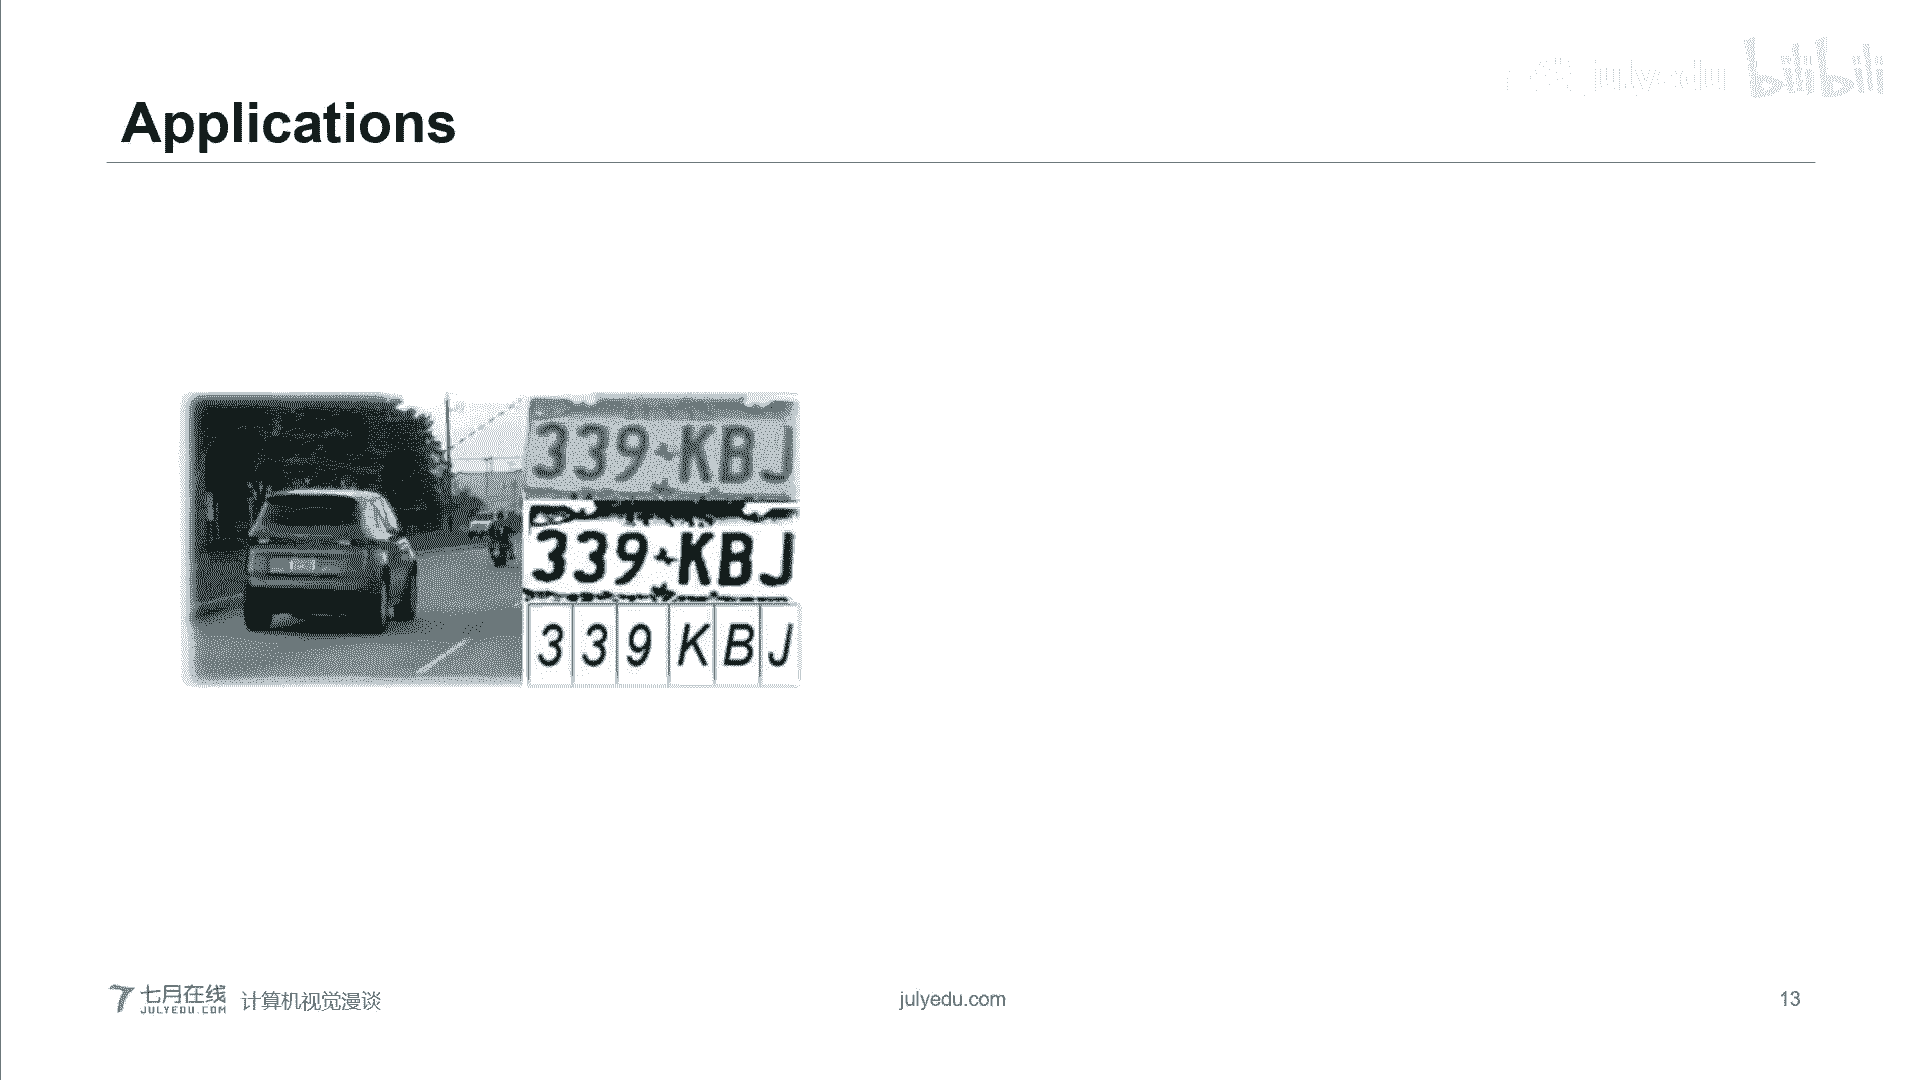 julyedu bilibili
Applications
339 KBJ
339 KBJ
3 3 9 K B J
七月在线
JULYEDU.COM
计算机视觉漫谈
julyedu.com
13